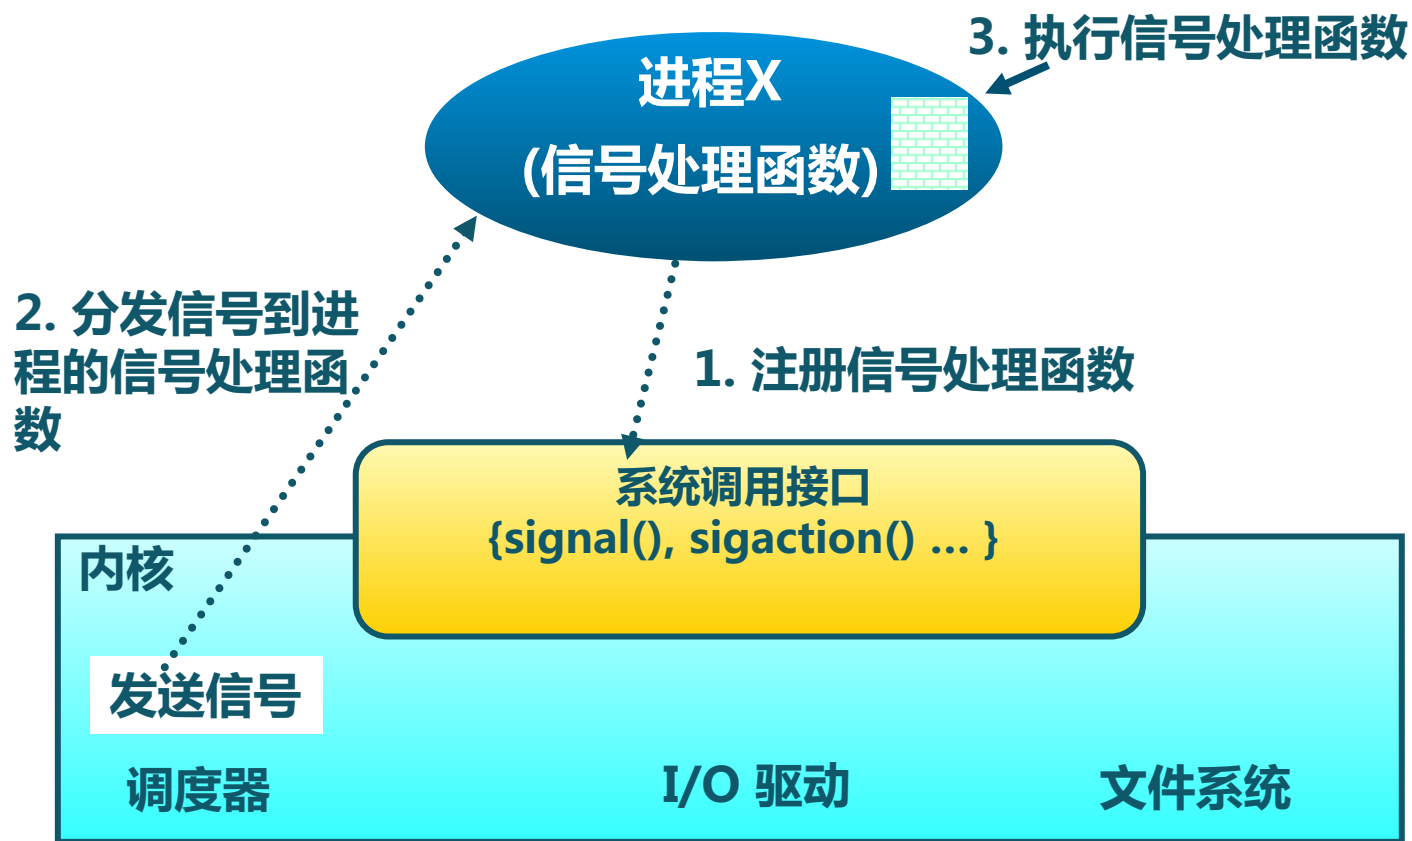 3. 执行信号处理函数
进程X
(信号处理函数)
2. 分发信号到进
程的信号处理函
数
1. 注册信号处理函数
系统调用接口
{signal(), sigaction() ... }
内核
发送信号
调度器
I/O 驱动
文件系统